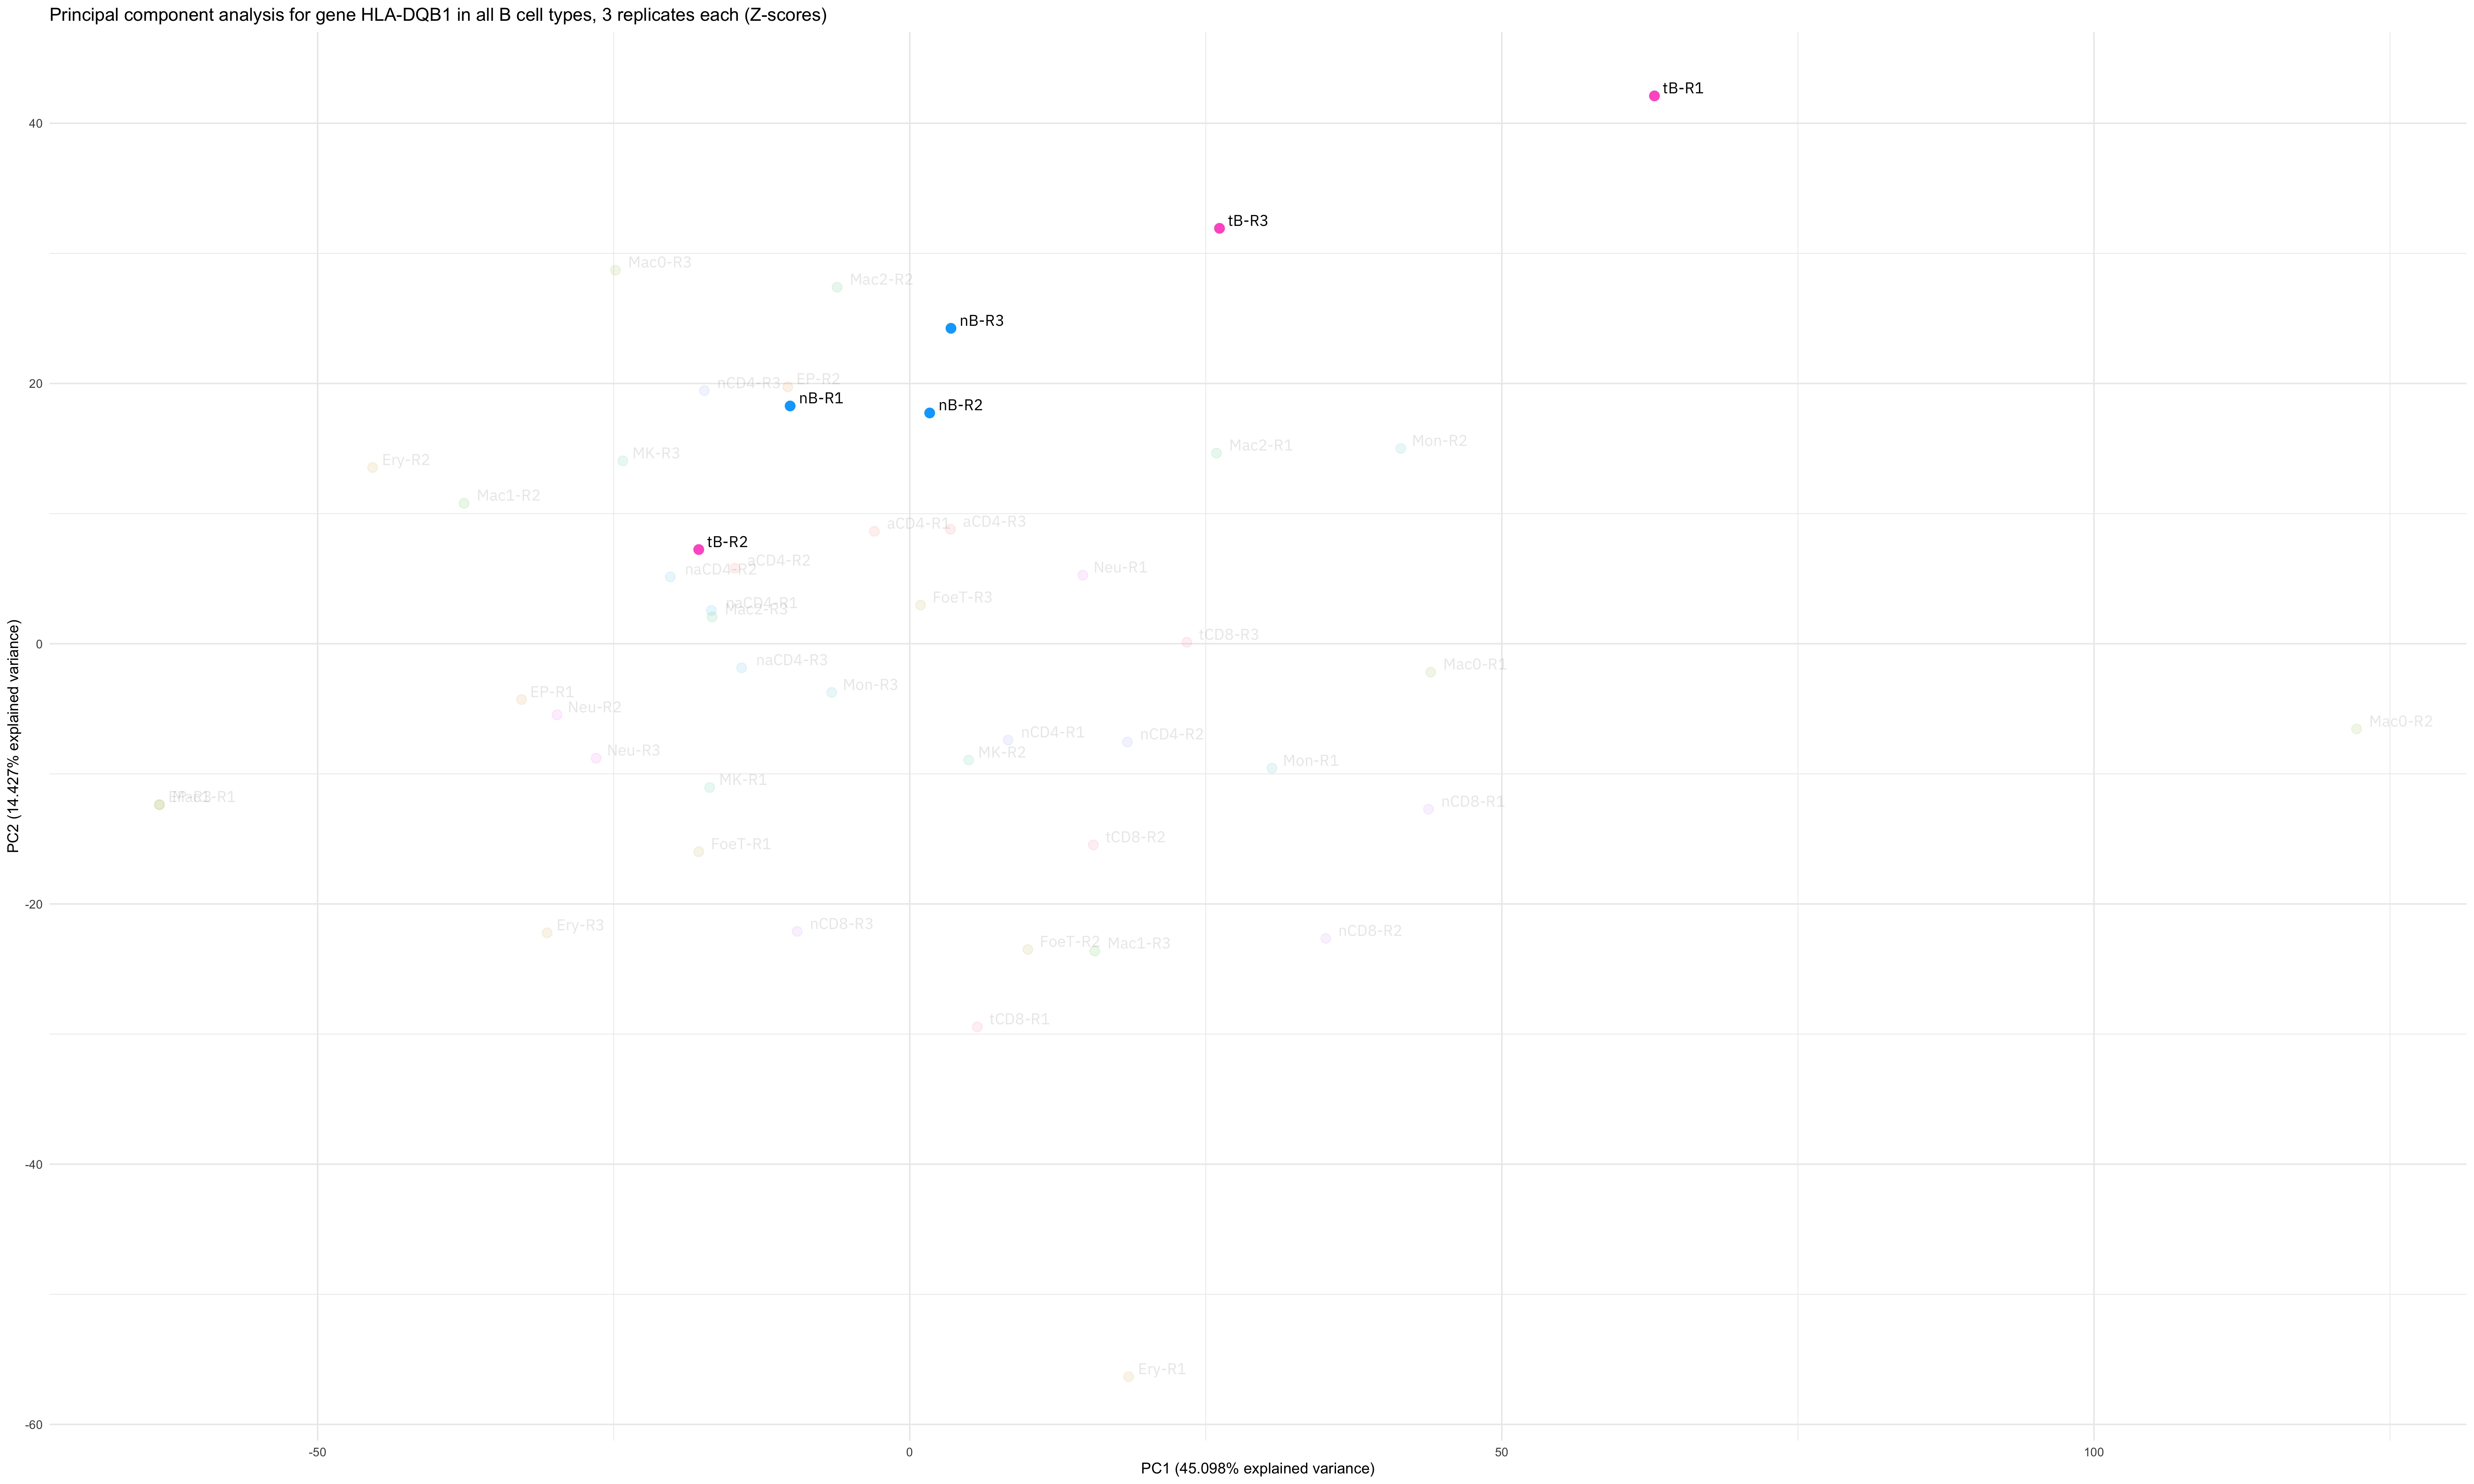 Principal component analysis for gene HLA-DQB1 in all B cell types, 3 replicates each (Z-scores)
tB-R1
40
tB-R3
Mac0-R3
Mac2-R2
nB-R3
20
nCD4-R3
EP-R2
nB-R1
nB-R2
Mac2-R1
Mon-R2
MK-R3
Ery-R2
Mac1-R2
aCD4-R1
aCD4-R3
tB-R2
aCD4-R2
naCD4-R2
Neu-R1
FoeT-R3
naCD4-R1
Mac2-R3
0
tCD8-R3
naCD4-R3
Mac0-R1
Mon-R3
EP-R1
Neu-R2
Mac0-R2
nCD4-R1
nCD4-R2
Neu-R3
MK-R2
Mon-R1
MK-R1
EP-R3
Mac1-R1
nCD8-R1
tCD8-R2
FoeT-R1
-20
Ery-R3
nCD8-R3
nCD8-R2
FoeT-R2
Mac1-R3
tCD8-R1
-40
Ery-R1
-60
-50
0
50
100
PC1 (45.098% explained variance)
PC2 (14.427% explained variance)